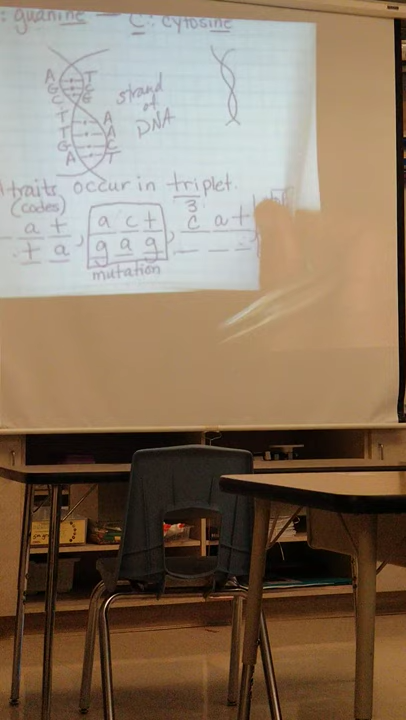 : guanine — C: cytosine
A T
G C
C G
T A
T A
G C
A T
strand
of
DNA
traits occur in triplet.
(codes)
3
a t , a c t , c a t
t a g a g
mutation